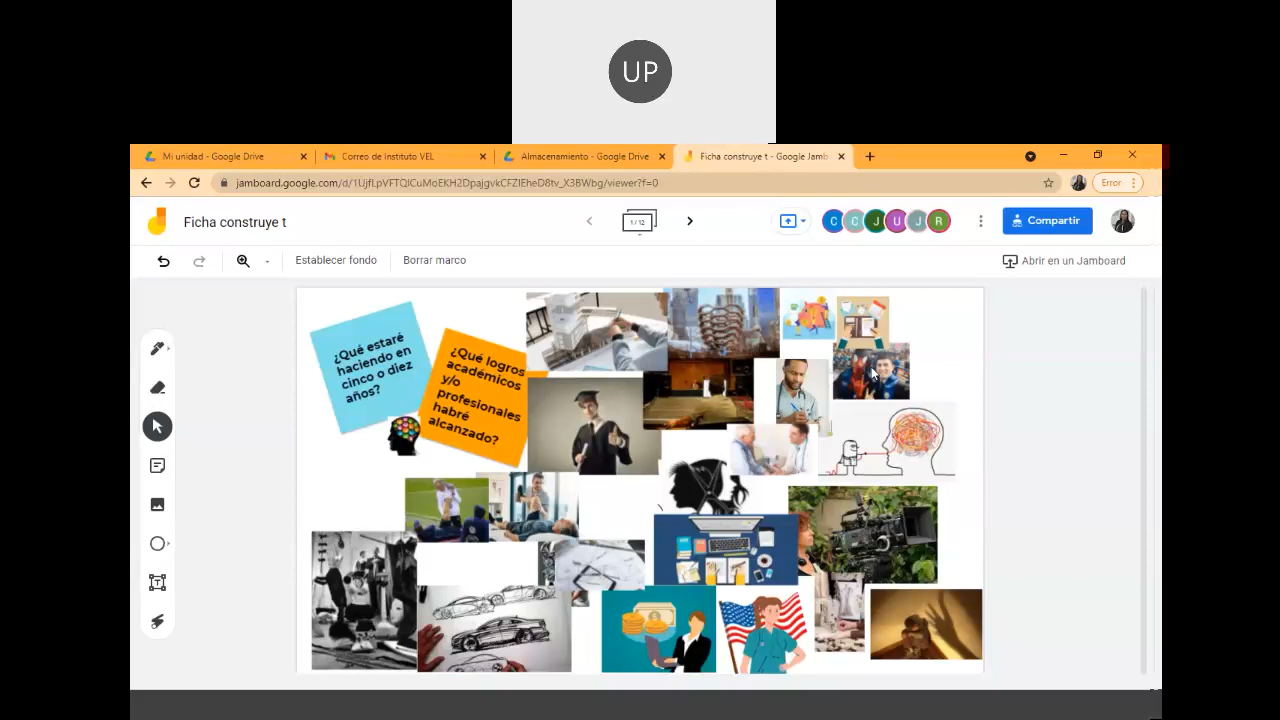 UP
Mi unidad - Google Drive
Correo de Instituto VEL
Almacenamiento - Google Drive
Ficha construye t - Google Jamb
jamboard.google.com/d/1UjfLpVFTQlCuMoEKH2DpajgvkCFZlEheD8tv_X3BWbg/viewer?f=0
Error
Ficha construye t
1 / 12
C C J U J R
Compartir
Establecer fondo
Borrar marco
Abrir en un Jamboard
¿Qué estaré
haciendo en
cinco o diez
años?
¿Qué logros
académicos
y/o
profesionales
habré
alcanzado?